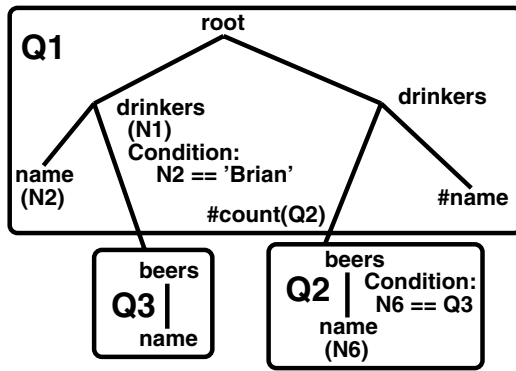 root
Q1
drinkers
(N1)
Condition:
N2 == 'Brian'
drinkers
name
(N2)
#count(Q2)
#name
beers
Q3
name
beers
Q2
Condition:
N6 == Q3
name
(N6)